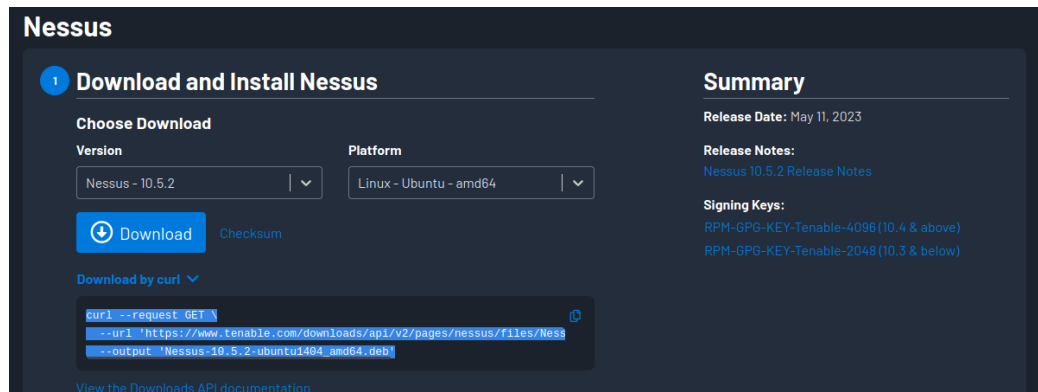 Nessus
1 Download and Install Nessus
Choose Download
Version Platform
Nessus - 10.5.2 Linux - Ubuntu - amd64
Download Checksum
Download by curl
curl --request GET \
--url 'https://www.tenable.com/downloads/api/v2/pages/nessus/files/Ness
--output 'Nessus-10.5.2-ubuntu1404_amd64.deb'
View the Downloads API documentation
Summary
Release Date: May 11, 2023
Release Notes:
Nessus 10.5.2 Release Notes
Signing Keys:
RPM-GPG-KEY-Tenable-4096 (10.4 & above)
RPM-GPG-KEY-Tenable-2048 (10.3 & below)